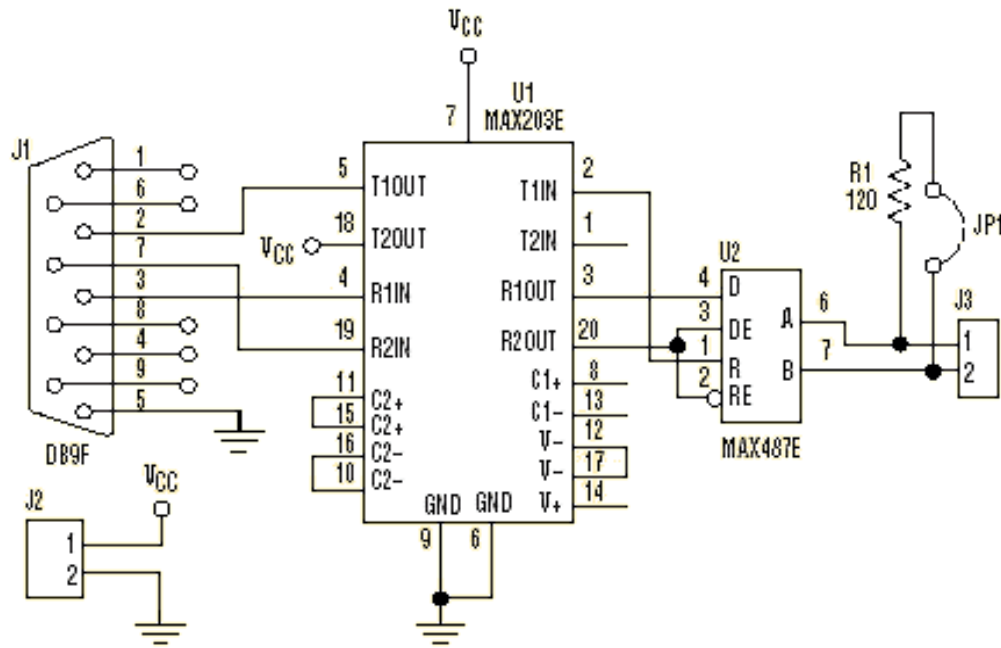 VCC
U1
MAX203E
7
J1
1
6
2
7
3
8
4
9
5
DB9F
5
T1OUT
18
VCC
T2OUT
4
R1IN
19
R2IN
11
C2+
15
C2+
16
C2-
10
C2-
GND
GND
9
6
T1IN
2
T2IN
1
R1OUT
3
R2OUT
20
C1+
8
C1-
13
V-
12
V-
17
V+
14
U2
4
D
3
DE
1
R
2
RE
A
6
B
7
MAX487E
R1
120
JP1
J3
1
2
J2
VCC
1
2